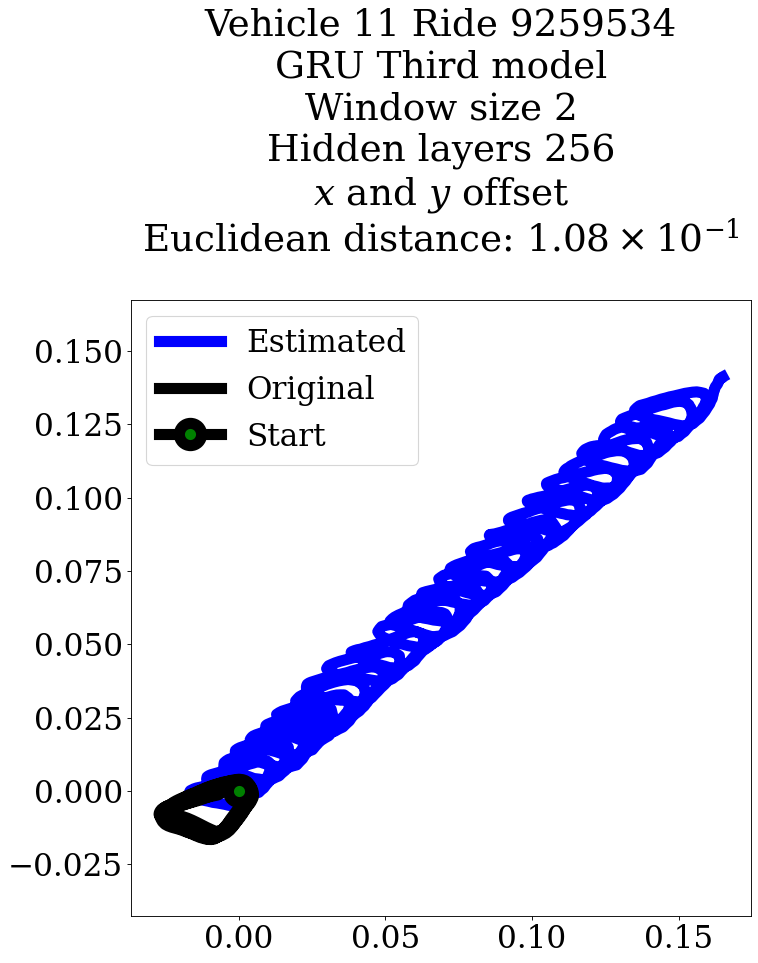 Vehicle 11 Ride 9259534
GRU Third model
Window size 2
Hidden layers 256
x and y offset
Euclidean distance: 1.08 × 10⁻¹
Estimated
Original
Start
0.150
0.125
0.100
0.075
0.050
0.025
0.000
−0.025
0.00 0.05 0.10 0.15